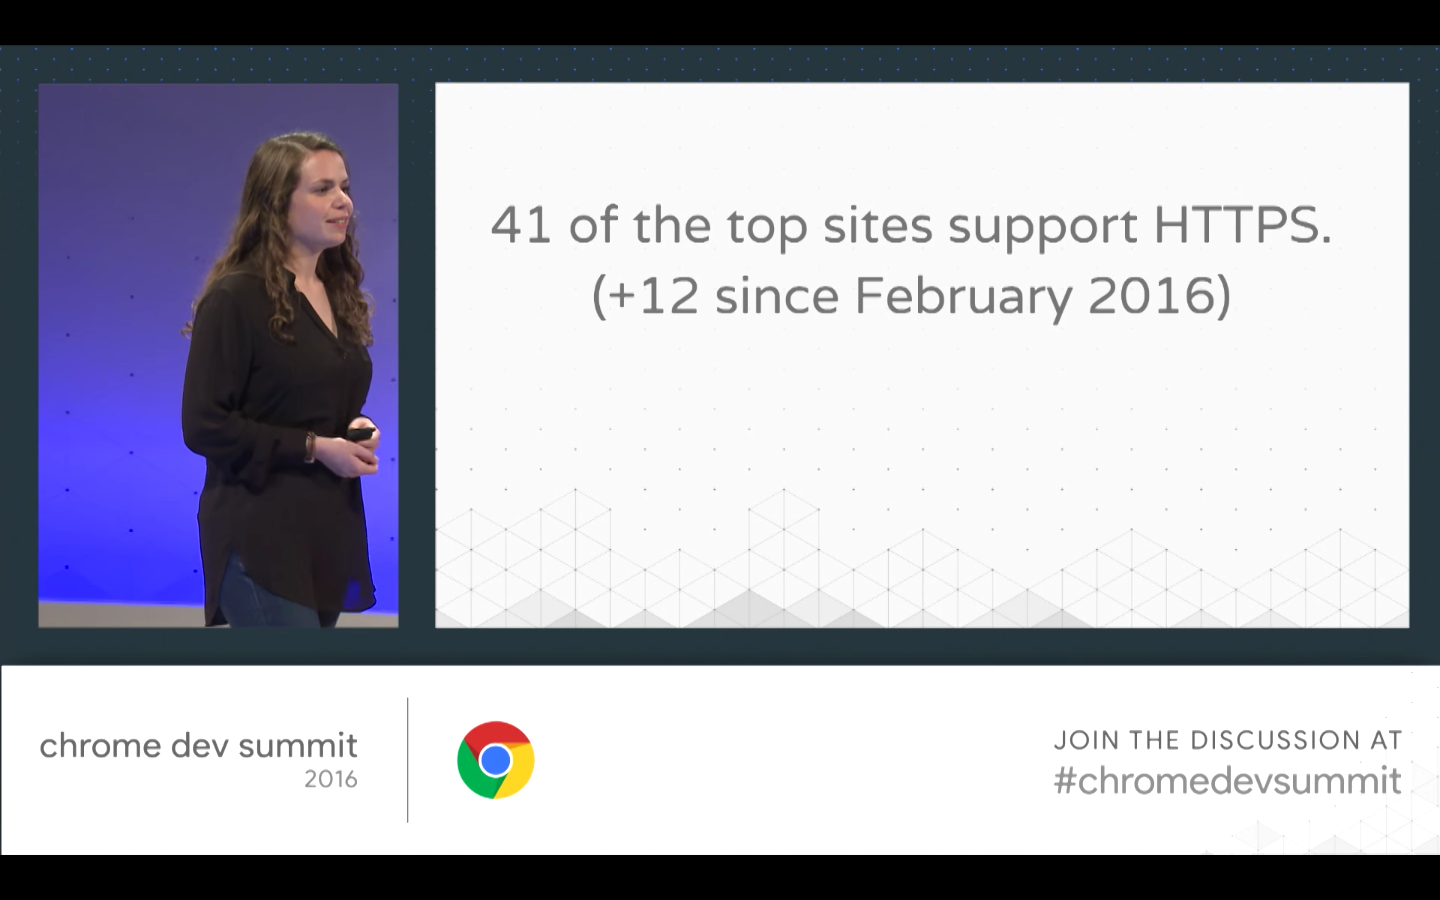 41 of the top sites support HTTPS.
(+12 since February 2016)
chrome dev summit
2016
JOIN THE DISCUSSION AT
#chromedevsummit